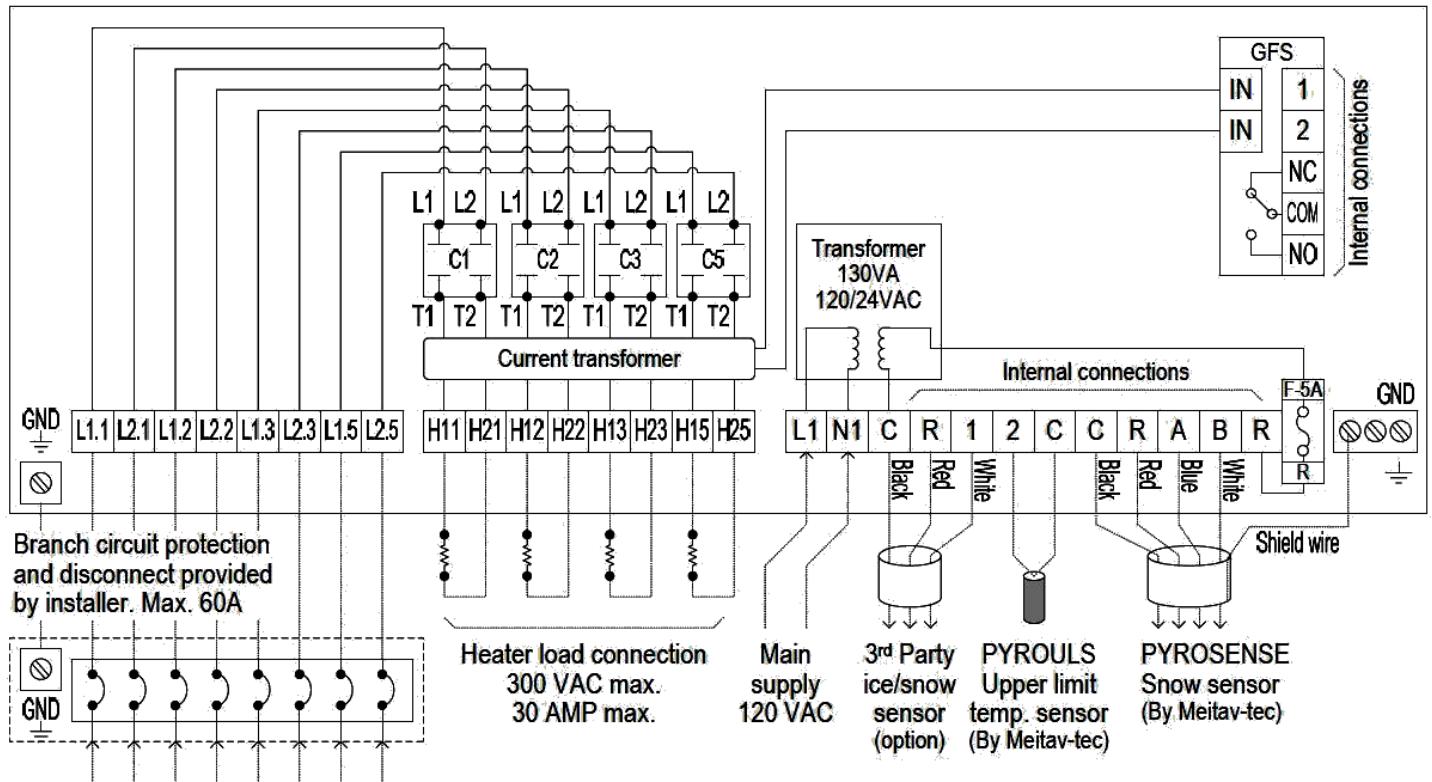 GFS
IN 1
IN 2
NC
COM
NO
Internal connections
L1 L2 L1 L2 L1 L2 L1 L2
C1 C2 C3 C5
T1 T2 T1 T2 T1 T2 T1 T2
Transformer
130VA
120/24VAC
Current transformer
Internal connections
F-5A
GND
GND
L1.1 L2.1 L1.2 L2.2 L1.3 L2.3 L1.5 L2.5
H11 H21 H12 H22 H13 H23 H15 H25
L1 N1 C R 1 2 C C R A B R
R
Black Red White Black Red Blue White
Shield wire
Branch circuit protection
and disconnect provided
by installer. Max. 60A
GND
Heater load connection
300 VAC max.
30 AMP max.
Main
supply
120 VAC
3rd Party
ice/snow
sensor
(option)
PYROULS
Upper limit
temp. sensor
(By Meitav-tec)
PYROSENSE
Snow sensor
(By Meitav-tec)